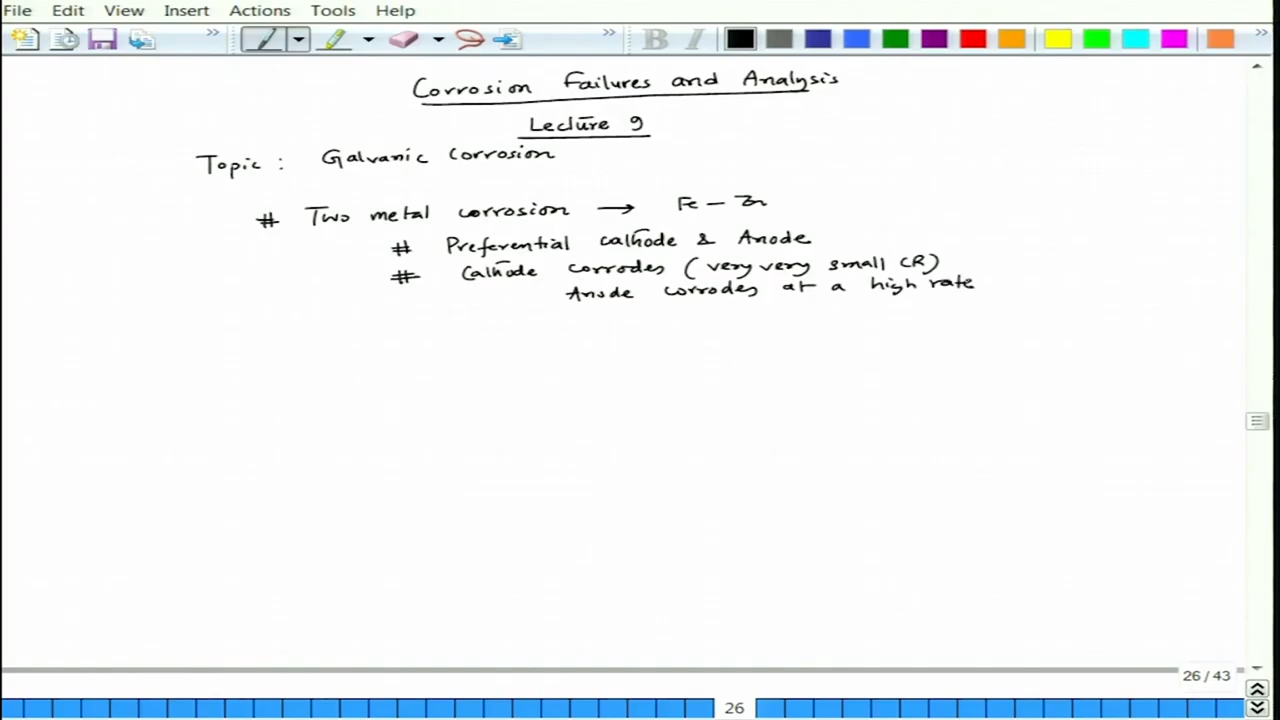 File Edit View Insert Actions Tools Help
B I
Corrosion Failures and Analysis
Lecture 9
Topic : Galvanic Corrosion
# Two metal corrosion → Fe - Zn
# Preferential cathode & Anode
# Cathode corrodes (very very small CR)
Anode corrodes at a high rate
26 / 43
26